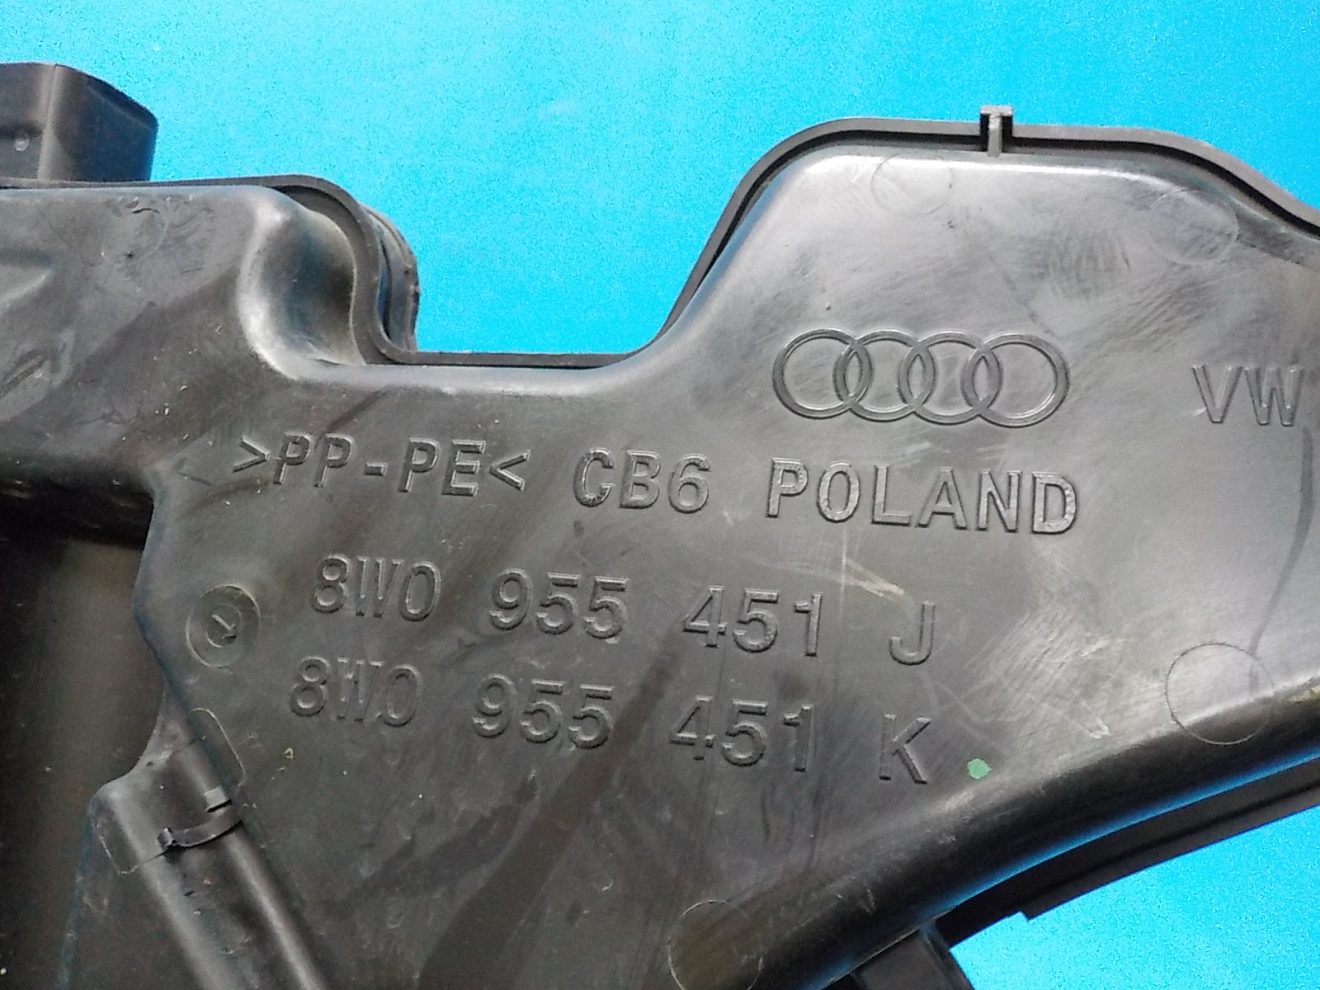 VW
>PP-PE< CB6 POLAND
8W0 955 451 J
8W0 955 451 K